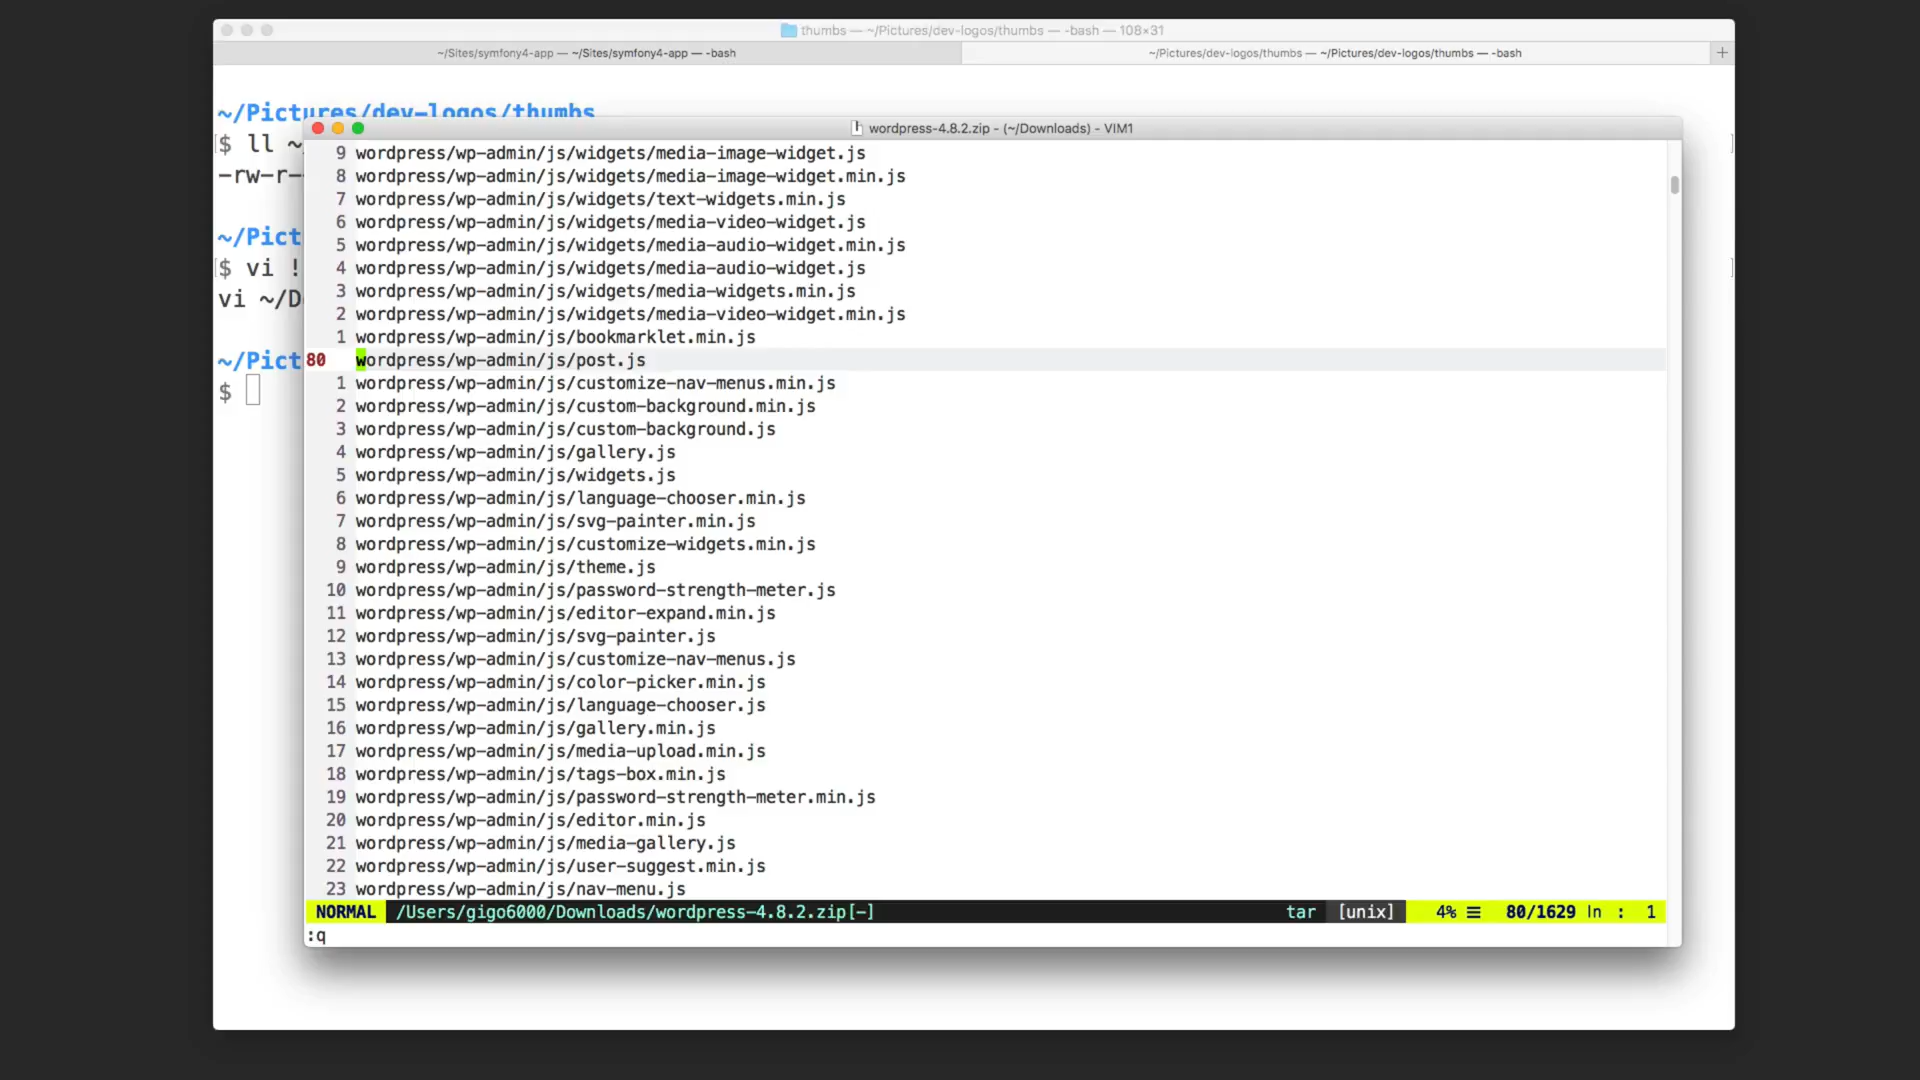 thumbs — ~/Pictures/dev-logos/thumbs — -bash — 108×31
~/Sites/symfony4-app — ~/Sites/symfony4-app — -bash
~/Pictures/dev-logos/thumbs — ~/Pictures/dev-logos/thumbs — -bash
+
~/Pictures/dev-logos/thumbs
$ ll ~
-rw-r--
~/Pict
$ vi !
vi ~/D
~/Pict
$
wordpress-4.8.2.zip - (~/Downloads) - VIM1
9 wordpress/wp-admin/js/widgets/media-image-widget.js
8 wordpress/wp-admin/js/widgets/media-image-widget.min.js
7 wordpress/wp-admin/js/widgets/text-widgets.min.js
6 wordpress/wp-admin/js/widgets/media-video-widget.js
5 wordpress/wp-admin/js/widgets/media-audio-widget.min.js
4 wordpress/wp-admin/js/widgets/media-audio-widget.js
3 wordpress/wp-admin/js/widgets/media-widgets.min.js
2 wordpress/wp-admin/js/widgets/media-video-widget.min.js
1 wordpress/wp-admin/js/bookmarklet.min.js
80 wordpress/wp-admin/js/post.js
1 wordpress/wp-admin/js/customize-nav-menus.min.js
2 wordpress/wp-admin/js/custom-background.min.js
3 wordpress/wp-admin/js/custom-background.js
4 wordpress/wp-admin/js/gallery.js
5 wordpress/wp-admin/js/widgets.js
6 wordpress/wp-admin/js/language-chooser.min.js
7 wordpress/wp-admin/js/svg-painter.min.js
8 wordpress/wp-admin/js/customize-widgets.min.js
9 wordpress/wp-admin/js/theme.js
10 wordpress/wp-admin/js/password-strength-meter.js
11 wordpress/wp-admin/js/editor-expand.min.js
12 wordpress/wp-admin/js/svg-painter.js
13 wordpress/wp-admin/js/customize-nav-menus.js
14 wordpress/wp-admin/js/color-picker.min.js
15 wordpress/wp-admin/js/language-chooser.js
16 wordpress/wp-admin/js/gallery.min.js
17 wordpress/wp-admin/js/media-upload.min.js
18 wordpress/wp-admin/js/tags-box.min.js
19 wordpress/wp-admin/js/password-strength-meter.min.js
20 wordpress/wp-admin/js/editor.min.js
21 wordpress/wp-admin/js/media-gallery.js
22 wordpress/wp-admin/js/user-suggest.min.js
23 wordpress/wp-admin/js/nav-menu.js
NORMAL /Users/gigo6000/Downloads/wordpress-4.8.2.zip[-] tar [unix] 4% ☰ 80/1629 ln : 1
:q